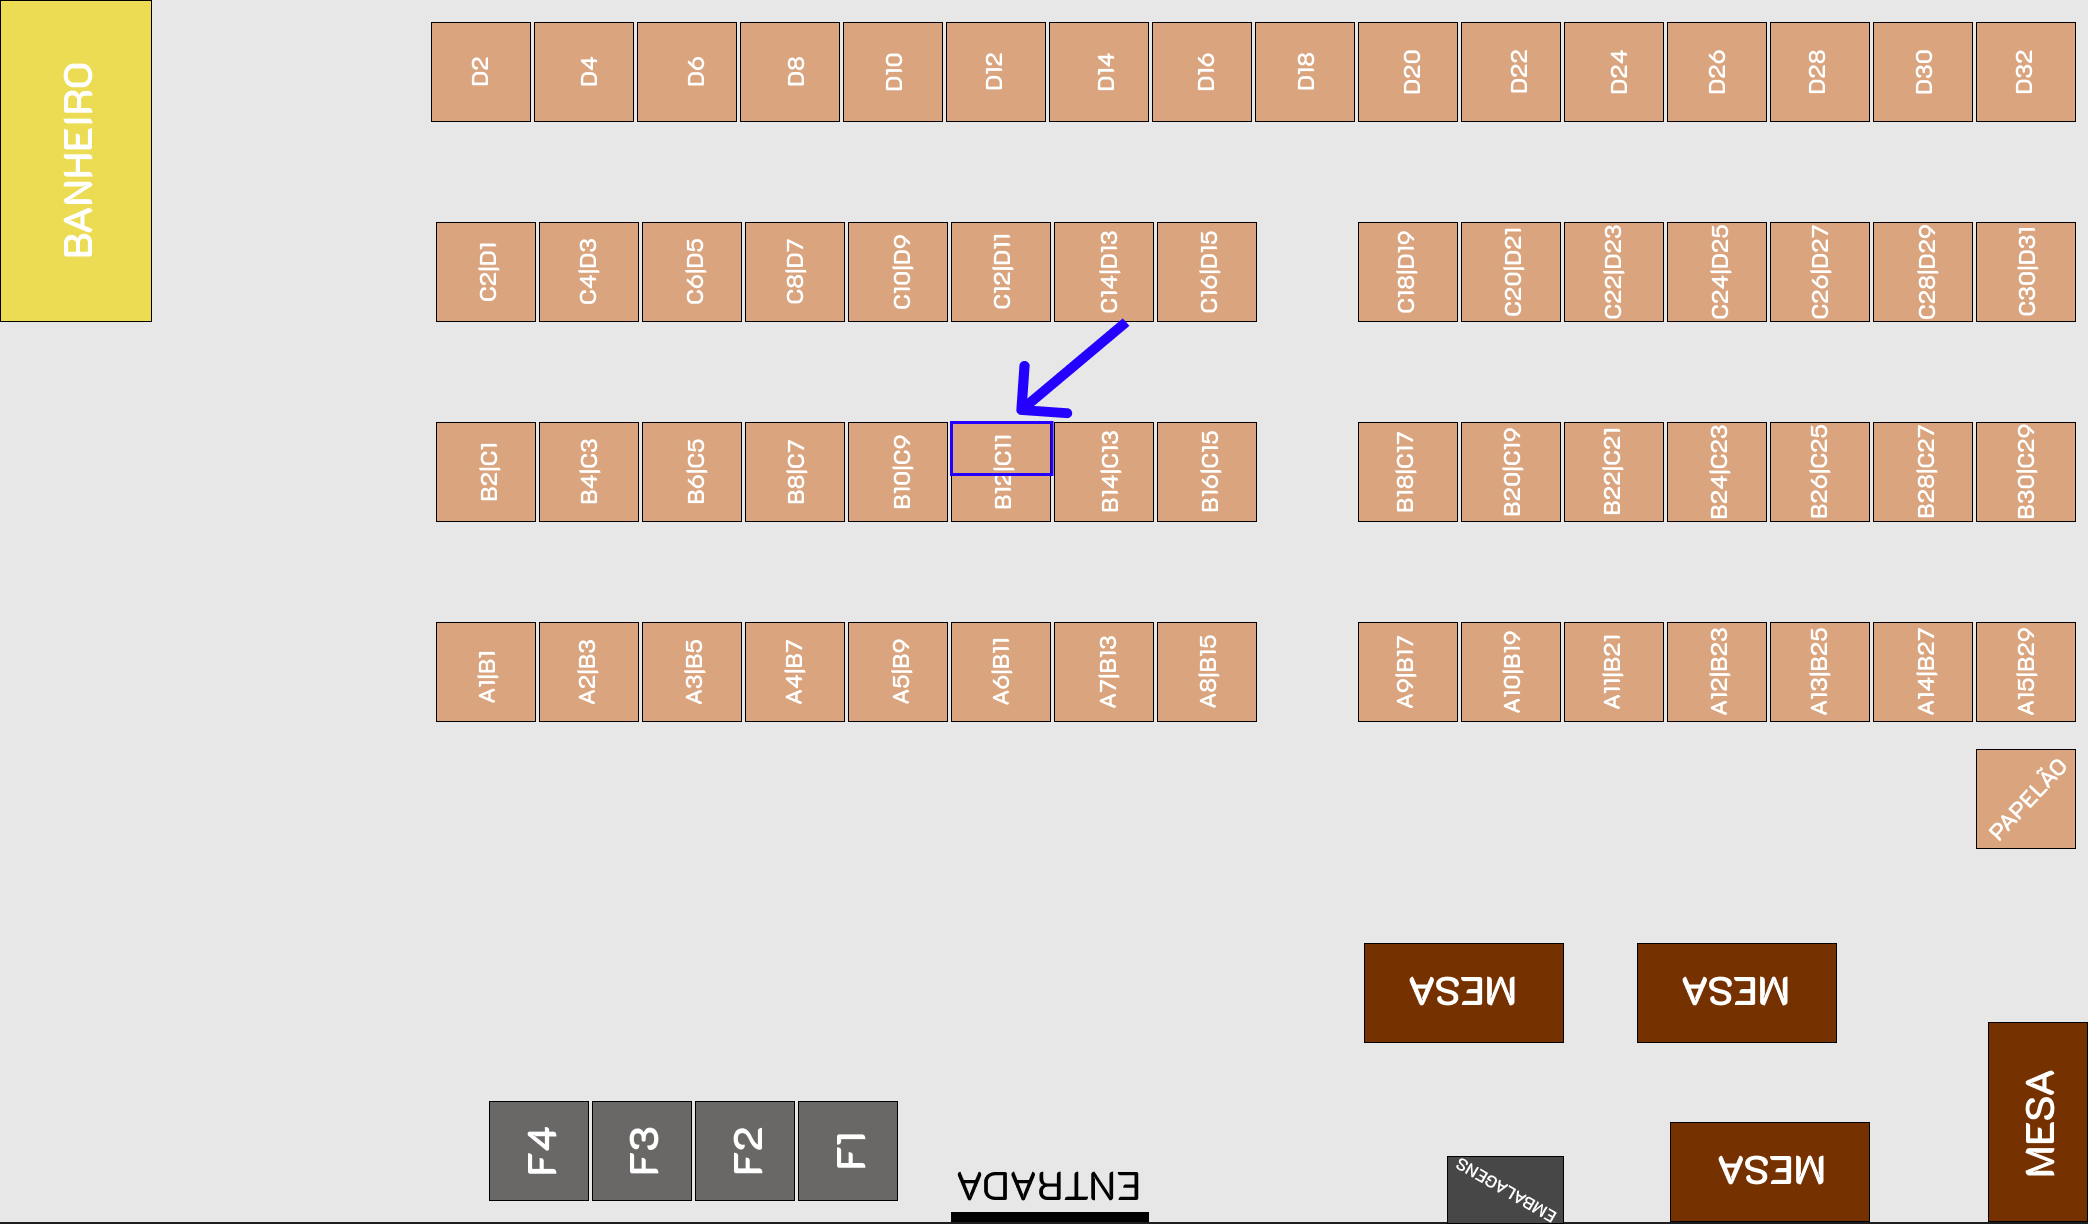 BANHEIRO
D2
D4
D6
D8
D10
D12
D14
D16
D18
D20
D22
D24
D26
D28
D30
D32
C2|D1
C4|D3
C6|D5
C8|D7
C10|D9
C12|D11
C14|D13
C16|D15
C18|D19
C20|D21
C22|D23
C24|D25
C26|D27
C28|D29
C30|D31
B2|C1
B4|C3
B6|C5
B8|C7
B10|C9
B12|C11
B14|C13
B16|C15
B18|C17
B20|C19
B22|C21
B24|C23
B26|C25
B28|C27
B30|C29
A1|B1
A2|B3
A3|B5
A4|B7
A5|B9
A6|B11
A7|B13
A8|B15
A9|B17
A10|B19
A11|B21
A12|B23
A13|B25
A14|B27
A15|B29
PAPELÃO
MESA
MESA
MESA
MESA
F4
F3
F2
F1
ENTRADA
EMBALAGENS